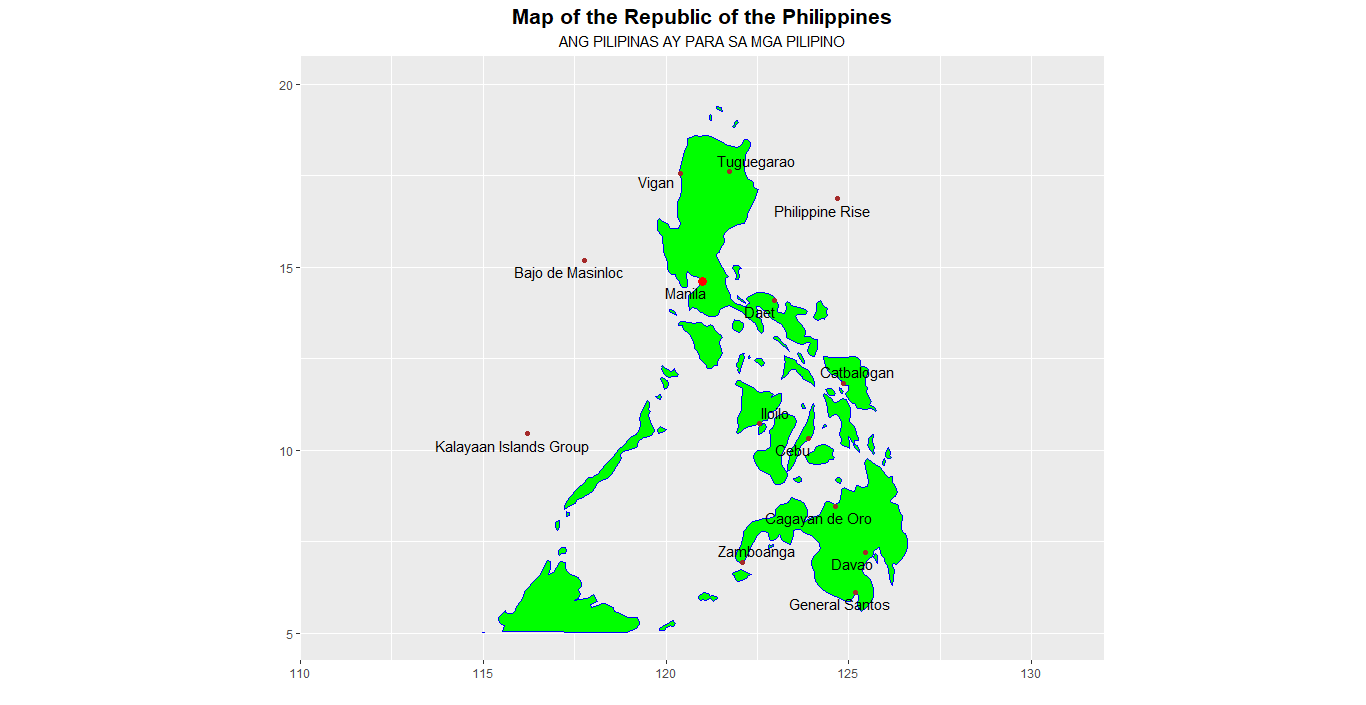 Map of the Republic of the Philippines
ANG PILIPINAS AY PARA SA MGA PILIPINO
20
Tuguegarao
Vigan
Philippine Rise
15
Bajo de Masinloc
Manila
Daet
Catbalogan
Iloilo
Kalayaan Islands Group
10
Cebu
Cagayan de Oro
Zamboanga
Davao
General Santos
5
110 115 120 125 130